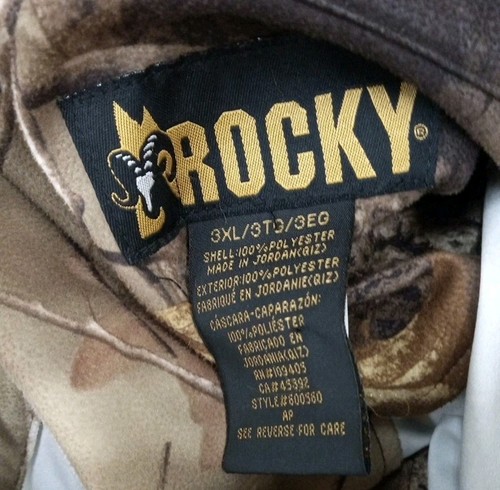 ROCKY®
3XL/3TG/3EG
SHELL:100%POLYESTER
MADE IN JORDAN(QIZ)
EXTERIOR:100%POLYESTER
FABRIQUÉ EN JORDANIE(QIZ)
CÁSCARA-CAPARAZÓN:
100%POLIÉSTER
FABRICADO EN
JORDANIA(QIZ)
RN#109405
CA#45392
STYLE#600560
AP
SEE REVERSE FOR CARE